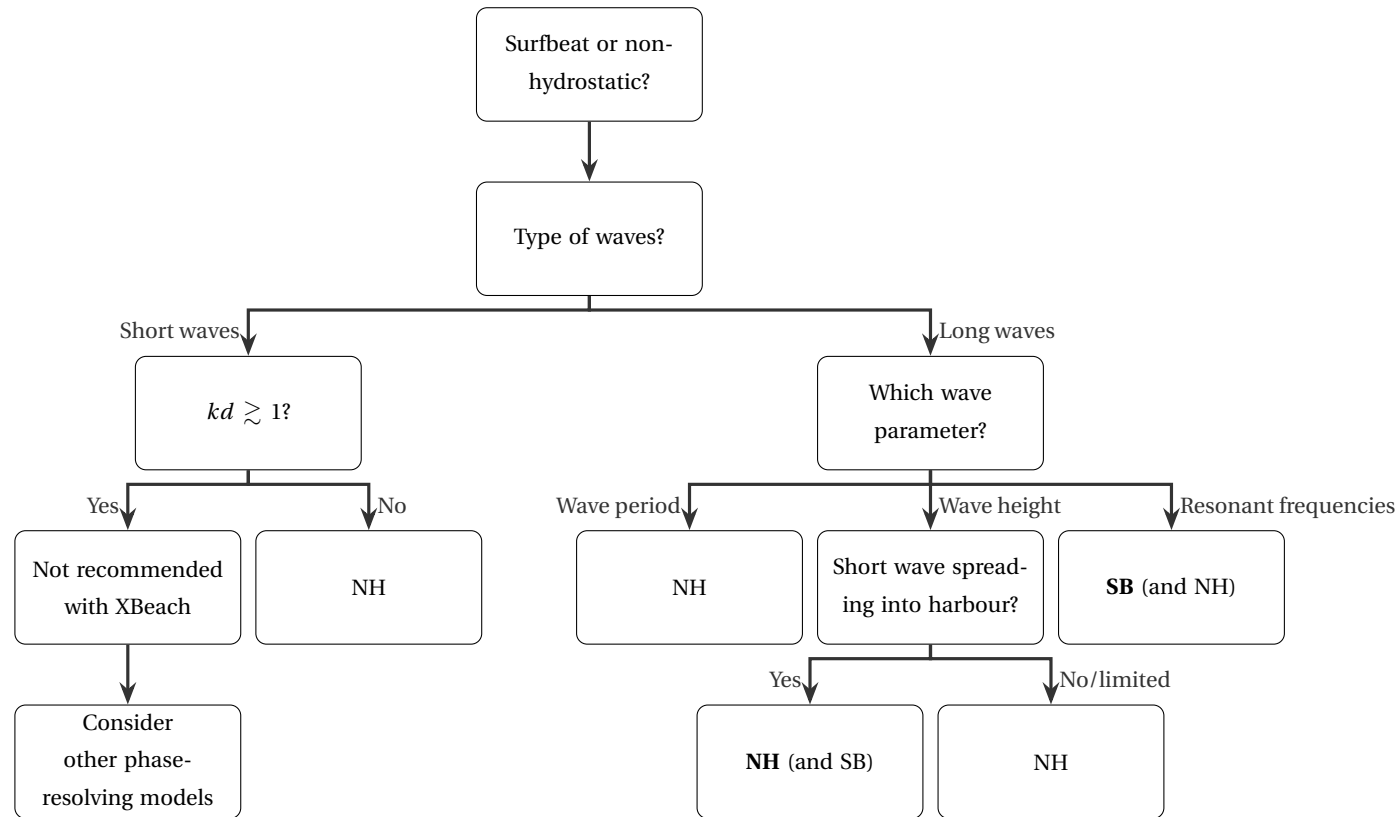 Surfbeat or non-
hydrostatic?
Type of waves?
Short waves
Long waves
kd ≳ 1?
Which wave
parameter?
Yes
No
Wave period
Wave height
Resonant frequencies
Not recommended
with XBeach
NH
NH
Short wave spread-
ing into harbour?
SB (and NH)
Yes
No/limited
Consider
other phase-
resolving models
NH (and SB)
NH